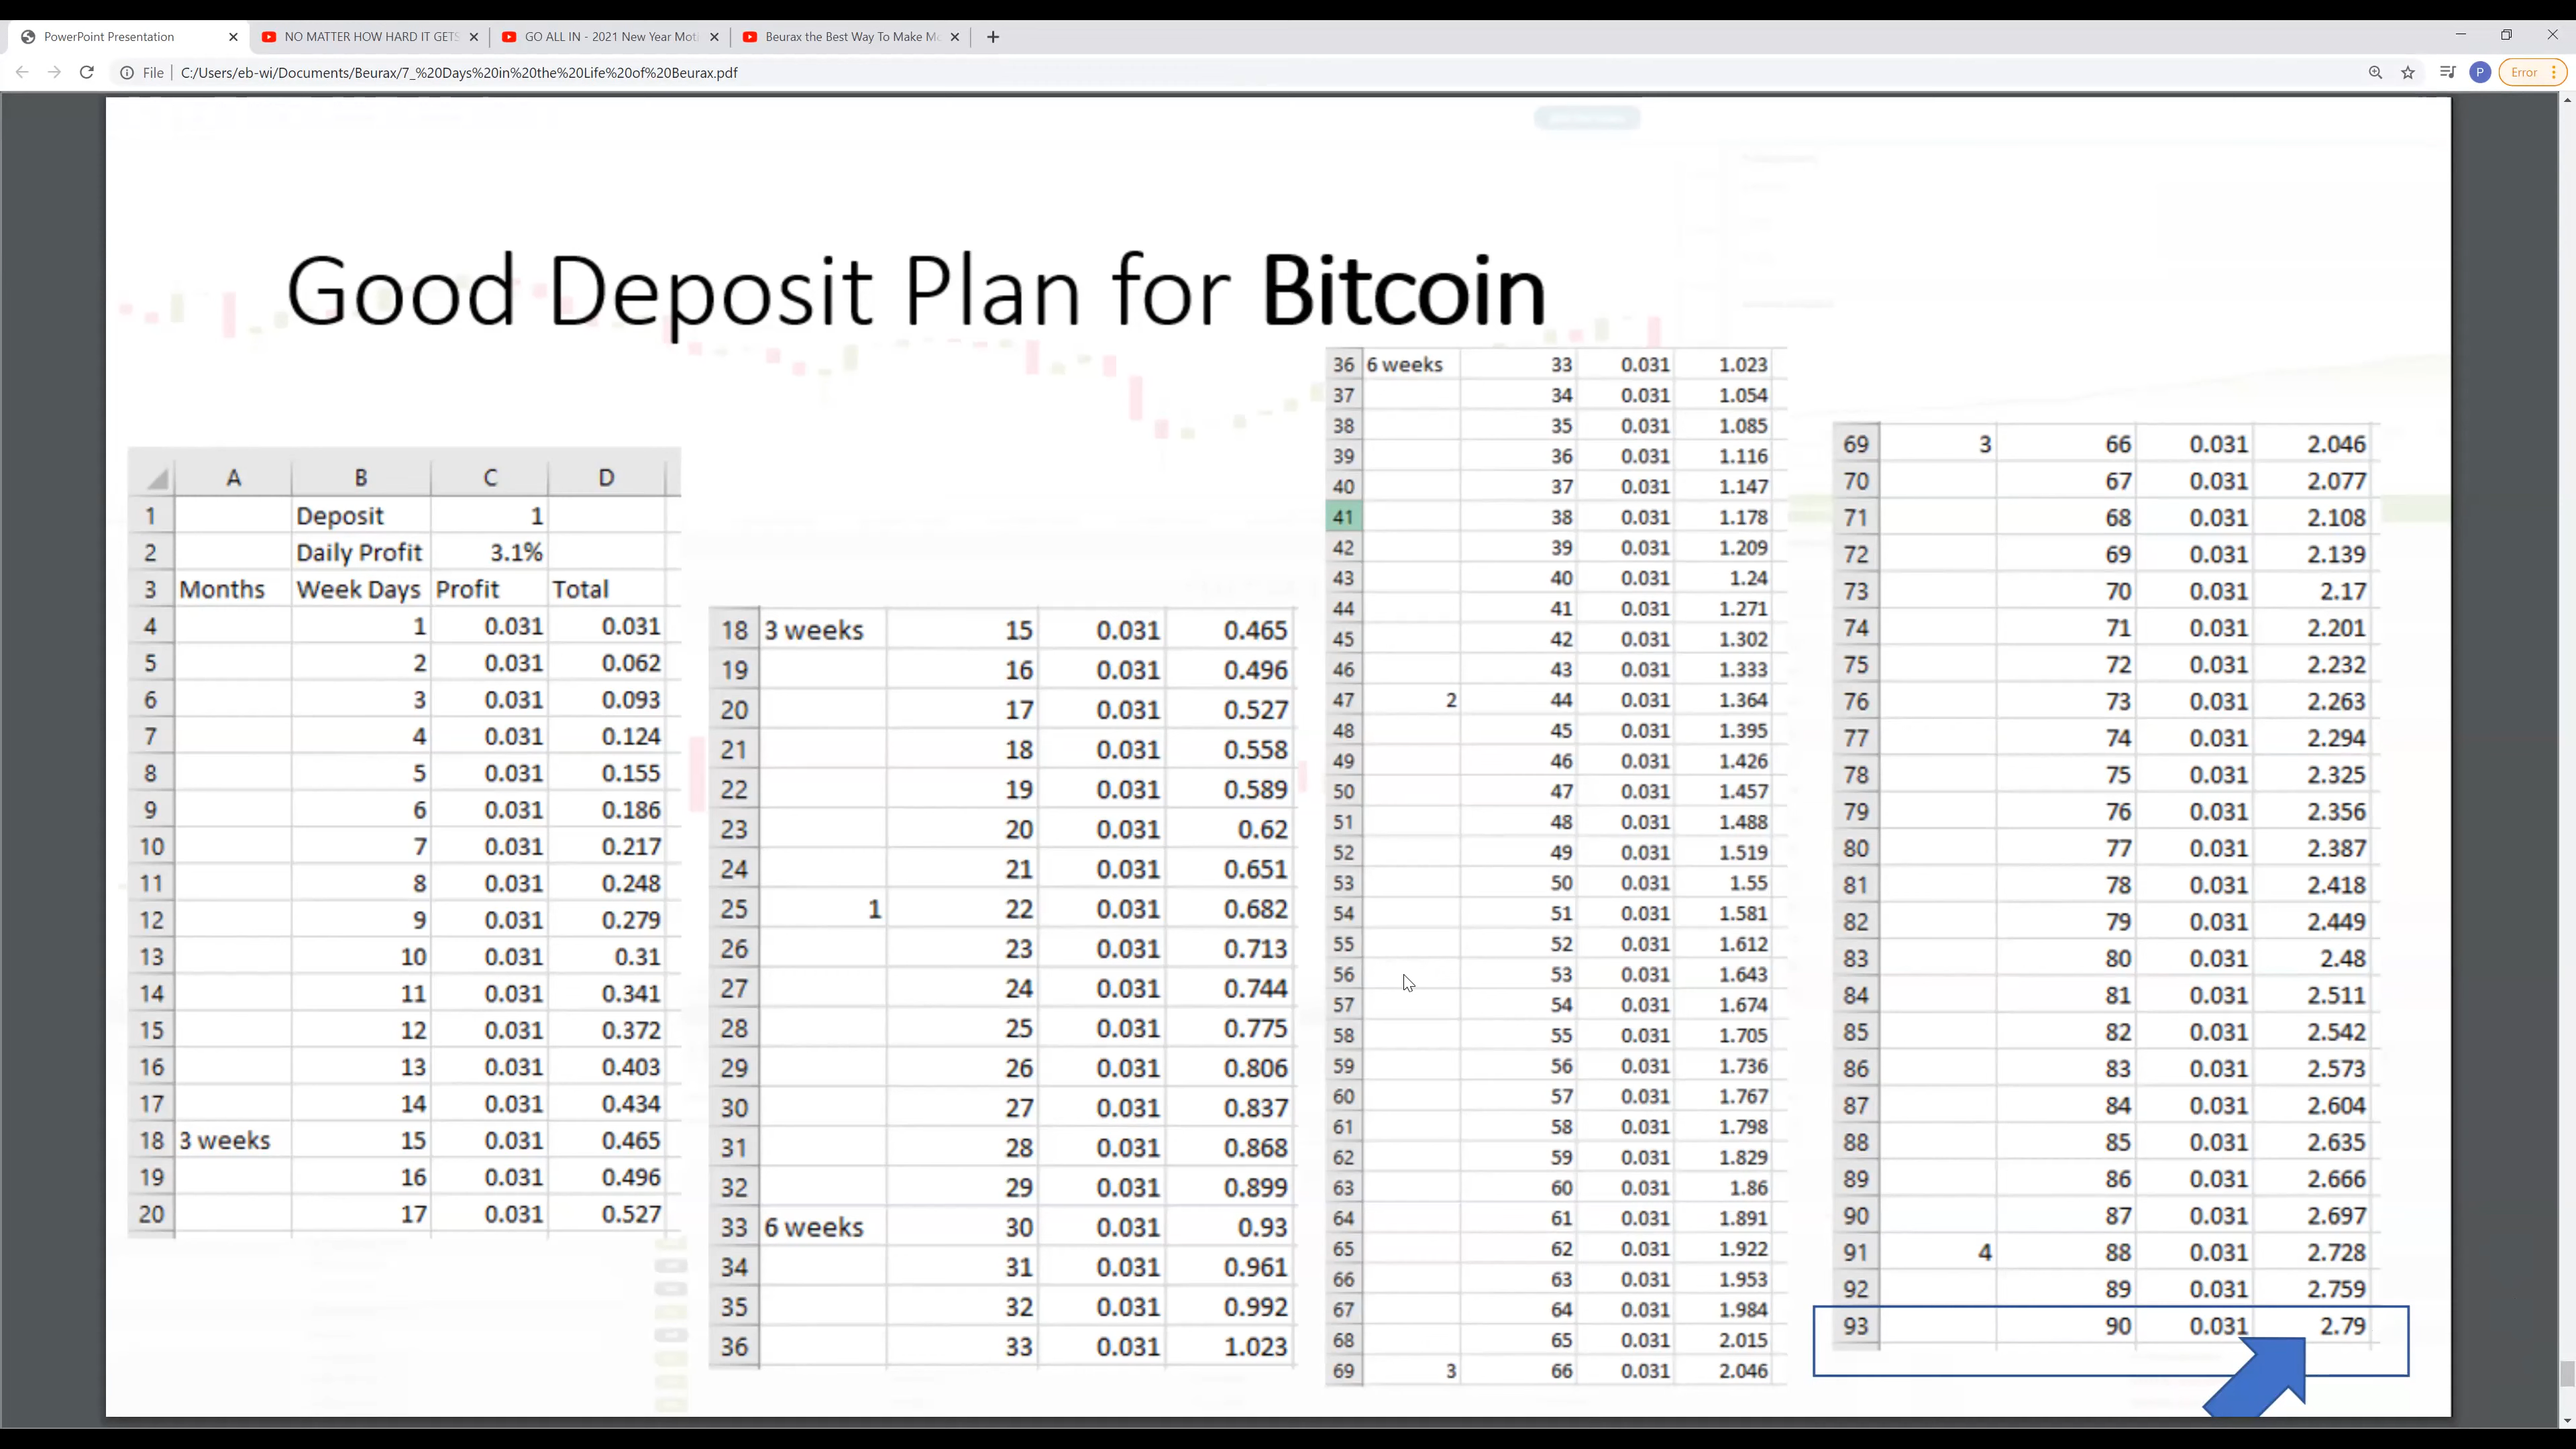 PowerPoint Presentation
NO MATTER HOW HARD IT GETS
GO ALL IN - 2021 New Year Moti
Beurax the Best Way To Make Mo
File
C:/Users/eb-wi/Documents/Beurax/7_%20Days%20in%20the%20Life%20of%20Beurax.pdf
P
Error
Good Deposit Plan for Bitcoin
A B C D
1 Deposit 1
2 Daily Profit 3.1%
3 Months Week Days Profit Total
4 1 0.031 0.031
5 2 0.031 0.062
6 3 0.031 0.093
7 4 0.031 0.124
8 5 0.031 0.155
9 6 0.031 0.186
10 7 0.031 0.217
11 8 0.031 0.248
12 9 0.031 0.279
13 10 0.031 0.31
14 11 0.031 0.341
15 12 0.031 0.372
16 13 0.031 0.403
17 14 0.031 0.434
18 3 weeks 15 0.031 0.465
19 16 0.031 0.496
20 17 0.031 0.527
18 3 weeks 15 0.031 0.465
19 16 0.031 0.496
20 17 0.031 0.527
21 18 0.031 0.558
22 19 0.031 0.589
23 20 0.031 0.62
24 21 0.031 0.651
25 1 22 0.031 0.682
26 23 0.031 0.713
27 24 0.031 0.744
28 25 0.031 0.775
29 26 0.031 0.806
30 27 0.031 0.837
31 28 0.031 0.868
32 29 0.031 0.899
33 6 weeks 30 0.031 0.93
34 31 0.031 0.961
35 32 0.031 0.992
36 33 0.031 1.023
36 6 weeks 33 0.031 1.023
37 34 0.031 1.054
38 35 0.031 1.085
39 36 0.031 1.116
40 37 0.031 1.147
41 38 0.031 1.178
42 39 0.031 1.209
43 40 0.031 1.24
44 41 0.031 1.271
45 42 0.031 1.302
46 43 0.031 1.333
47 2 44 0.031 1.364
48 45 0.031 1.395
49 46 0.031 1.426
50 47 0.031 1.457
51 48 0.031 1.488
52 49 0.031 1.519
53 50 0.031 1.55
54 51 0.031 1.581
55 52 0.031 1.612
56 53 0.031 1.643
57 54 0.031 1.674
58 55 0.031 1.705
59 56 0.031 1.736
60 57 0.031 1.767
61 58 0.031 1.798
62 59 0.031 1.829
63 60 0.031 1.86
64 61 0.031 1.891
65 62 0.031 1.922
66 63 0.031 1.953
67 64 0.031 1.984
68 65 0.031 2.015
69 3 66 0.031 2.046
69 3 66 0.031 2.046
70 67 0.031 2.077
71 68 0.031 2.108
72 69 0.031 2.139
73 70 0.031 2.17
74 71 0.031 2.201
75 72 0.031 2.232
76 73 0.031 2.263
77 74 0.031 2.294
78 75 0.031 2.325
79 76 0.031 2.356
80 77 0.031 2.387
81 78 0.031 2.418
82 79 0.031 2.449
83 80 0.031 2.48
84 81 0.031 2.511
85 82 0.031 2.542
86 83 0.031 2.573
87 84 0.031 2.604
88 85 0.031 2.635
89 86 0.031 2.666
90 87 0.031 2.697
91 4 88 0.031 2.728
92 89 0.031 2.759
93 90 0.031 2.79